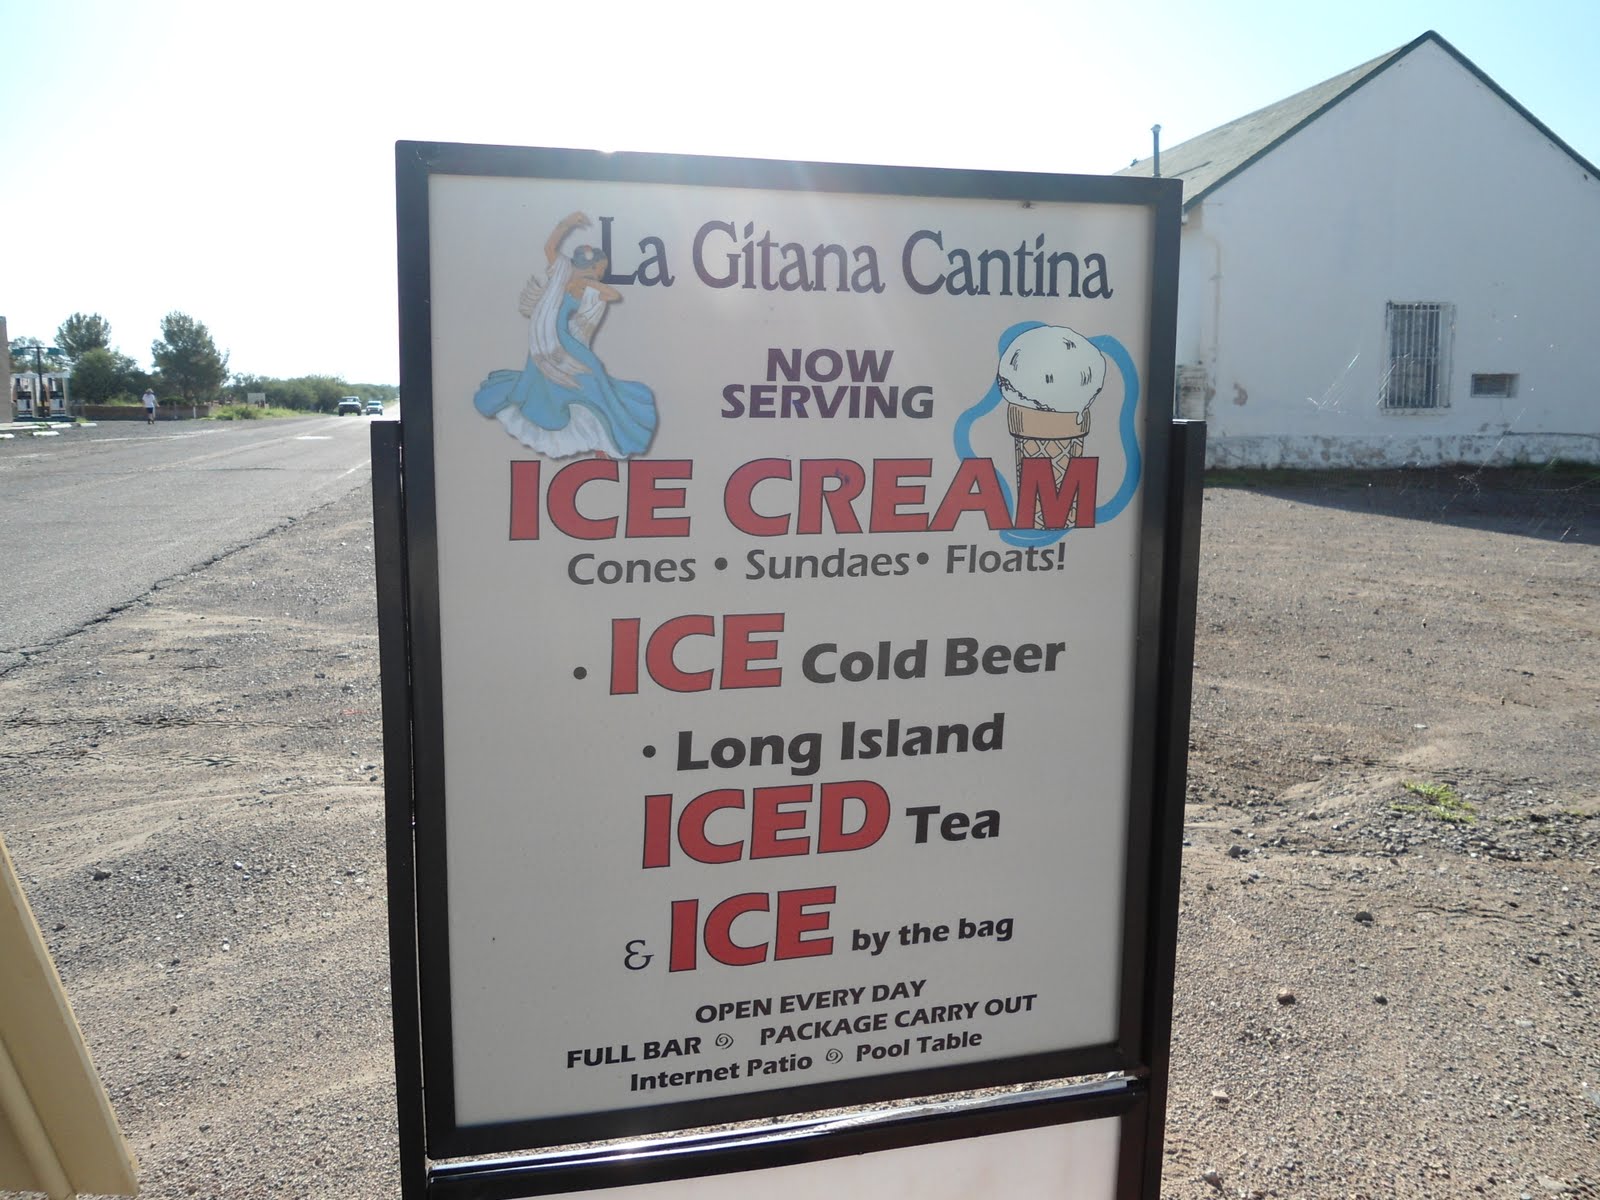 La Gitana Cantina
NOW
SERVING
ICE CREAM
Cones • Sundaes • Floats!
• ICE Cold Beer
• Long Island
ICED Tea
& ICE by the bag
OPEN EVERY DAY
FULL BAR PACKAGE CARRY OUT
Internet Patio Pool Table